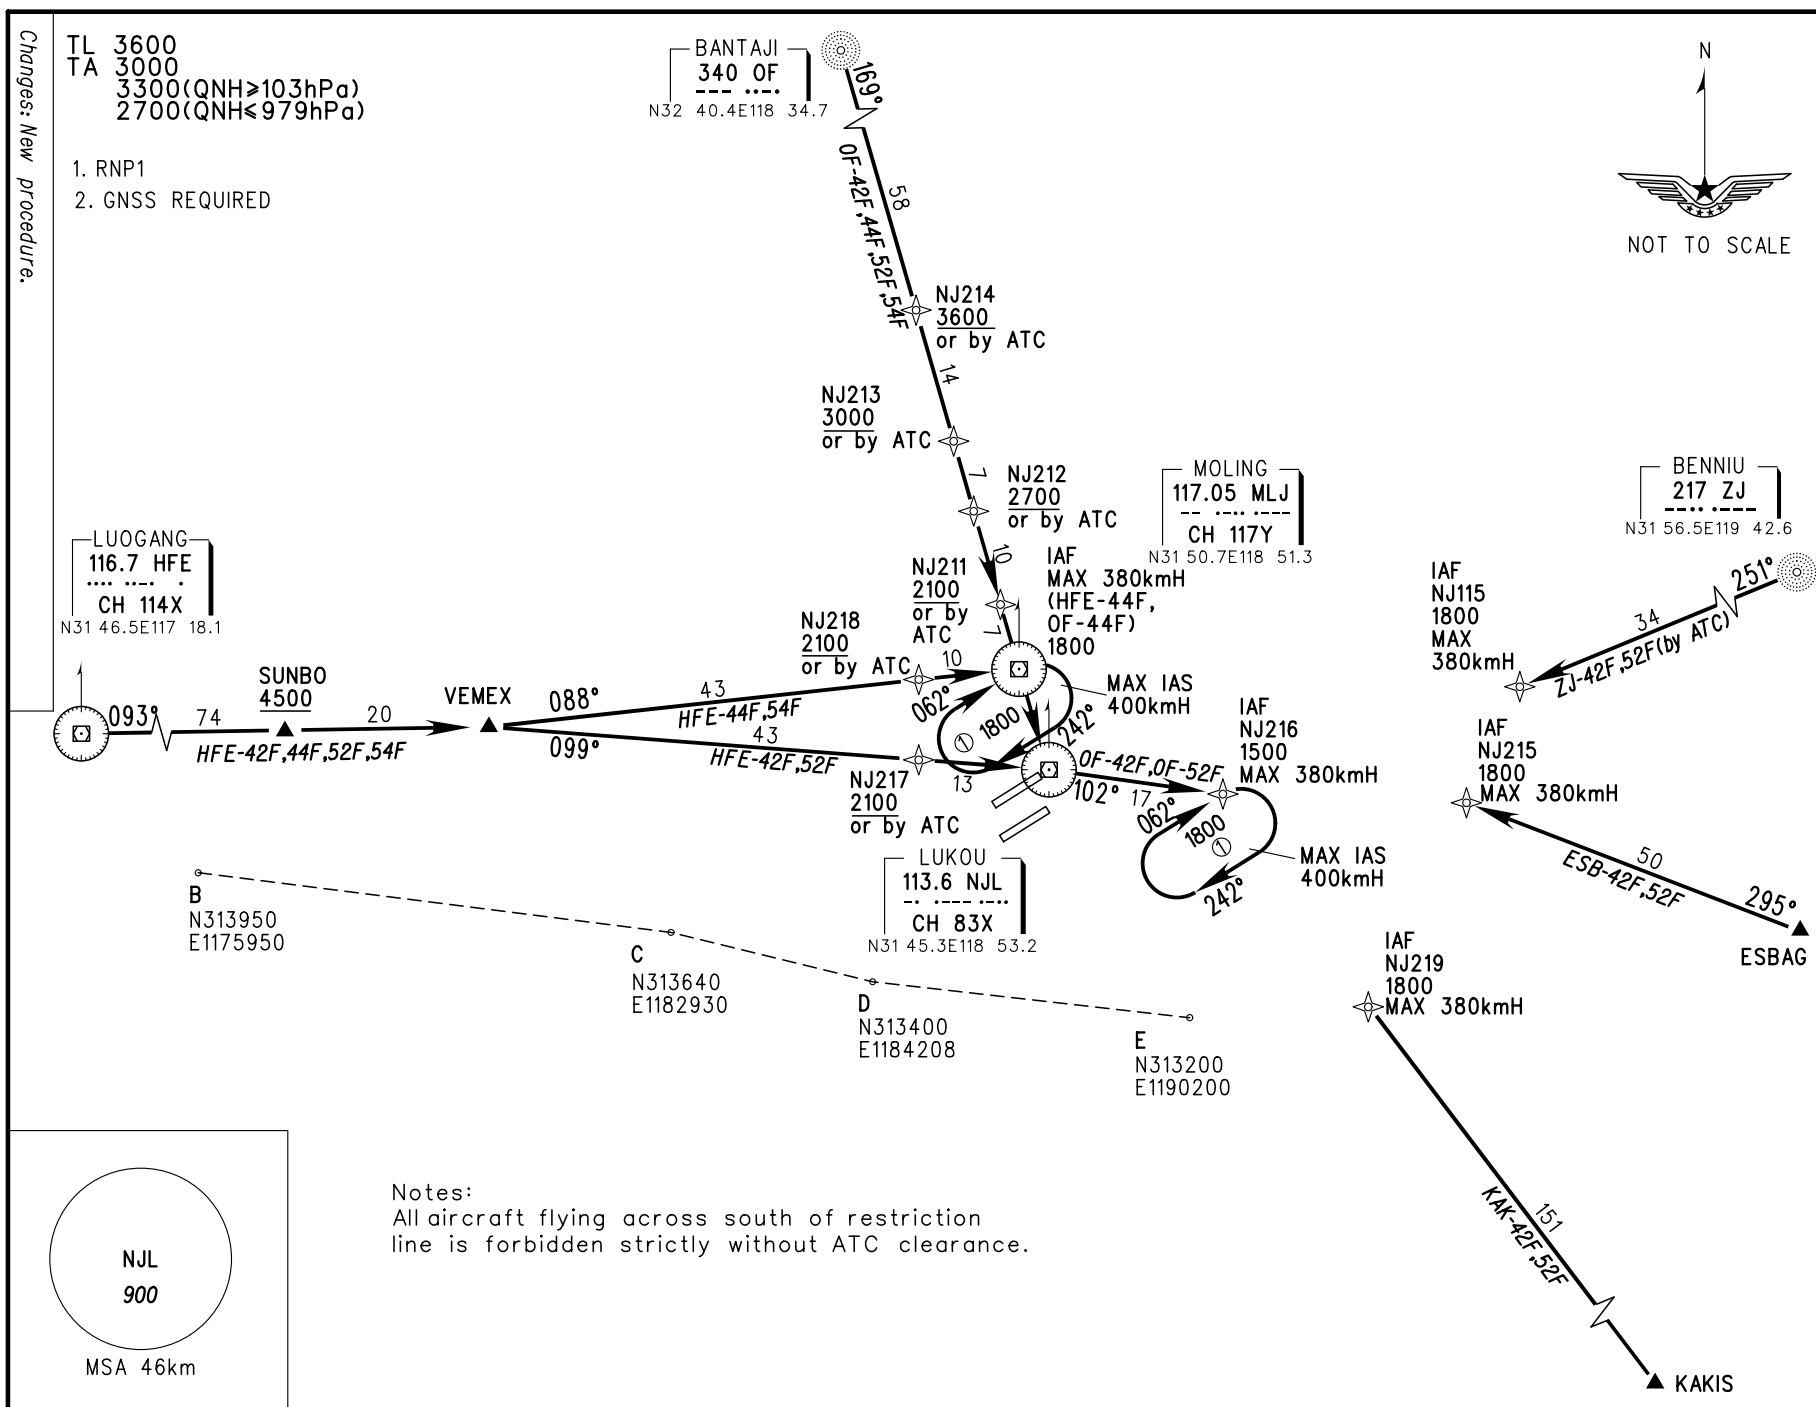 Changes: New procedure.
TL 3600
TA 3000
3300(QNH≥103hPa)
2700(QNH≤979hPa)
1. RNP1
2. GNSS REQUIRED
BANTAJI
340 OF
--- ··-·
N32 40.4E118 34.7
169°
58
OF-42F,44F,52F,54F
N
NOT TO SCALE
NJ214
3600
or by ATC
14
NJ213
3000
or by ATC
7
NJ212
2700
or by ATC
10
MOLING
117.05 MLJ
-- ·-·· ·---
CH 117Y
N31 50.7E118 51.3
BENNIU
217 ZJ
--·· ·---
N31 56.5E119 42.6
251°
34
ZJ-42F,52F(by ATC)
LUOGANG
116.7 HFE
···· ··-· ·
CH 114X
N31 46.5E117 18.1
NJ211
2100
or by
ATC
7
IAF
MAX 380kmH
(HFE-44F,
OF-44F)
1800
IAF
NJ115
1800
MAX
380kmH
NJ218
2100
or by ATC
10
SUNBO
4500
VEMEX
093°
74
20
HFE-42F,44F,52F,54F
088°
43
HFE-44F,54F
099°
43
HFE-42F,52F
062°
1800
1
242°
MAX IAS
400kmH
NJ217
2100
or by ATC
13
OF-42F,OF-52F
102°
17
IAF
NJ216
1500
MAX 380kmH
062°
1800
1
242°
MAX IAS
400kmH
IAF
NJ215
1800
MAX 380kmH
50
ESB-42F,52F
295°
ESBAG
LUKOU
113.6 NJL
-· ·--- ·-··
CH 83X
N31 45.3E118 53.2
B
N313950
E1175950
C
N313640
E1182930
D
N313400
E1184208
E
N313200
E1190200
IAF
NJ219
1800
MAX 380kmH
151
KAK-42F,52F
KAKIS
NJL
900
MSA 46km
Notes:
All aircraft flying across south of restriction
line is forbidden strictly without ATC clearance.